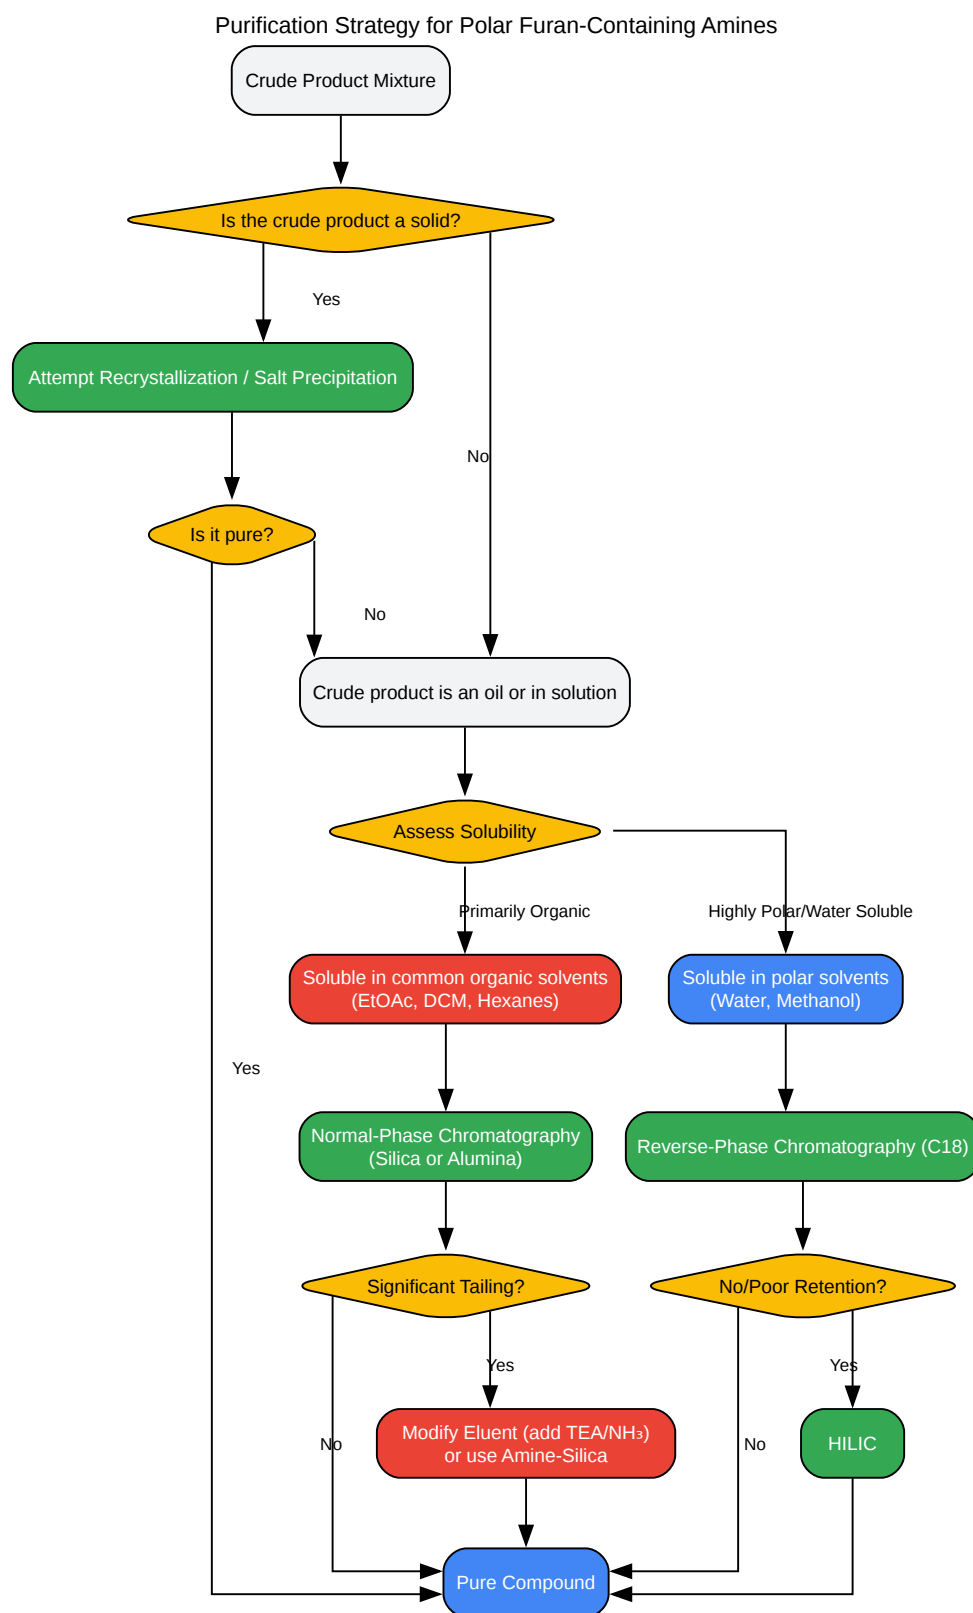 Purification Strategy for Polar Furan-Containing Amines
Crude Product Mixture
Is the crude product a solid?
Yes
Attempt Recrystallization / Salt Precipitation
No
Is it pure?
No
Crude product is an oil or in solution
Assess Solubility
Primarily Organic
Highly Polar/Water Soluble
Soluble in common organic solvents
(EtOAc, DCM, Hexanes)
Soluble in polar solvents
(Water, Methanol)
Yes
Normal-Phase Chromatography
(Silica or Alumina)
Reverse-Phase Chromatography (C18)
Significant Tailing?
No/Poor Retention?
Yes
Yes
No
Modify Eluent (add TEA/NH₃)
or use Amine-Silica
No
HILIC
Pure Compound